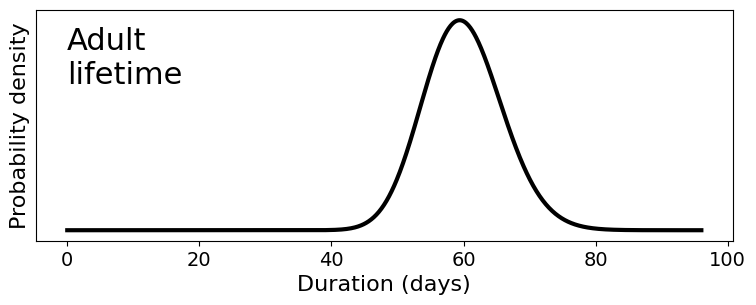 Adult
lifetime
Probability density
0 20 40 60 80 100
Duration (days)